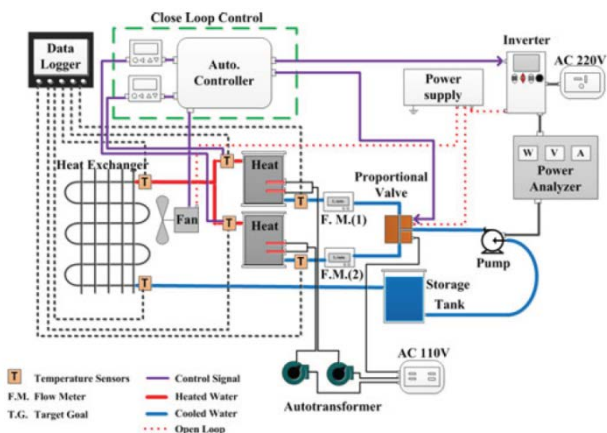 Close Loop Control
Data
Logger
Auto.
Controller
Inverter
AC 220V
Power
supply
W V A
Power
Analyzer
Heat Exchanger
T
T
Heat
Proportional
Valve
T
F. M.(1)
Fan
T
Heat
F.M.(2)
T
Pump
T
Storage
Tank
AC 110V
Autotransformer
T Temperature Sensors
F.M. Flow Meter
T.G. Target Goal
Control Signal
Heated Water
Cooled Water
Open Loop